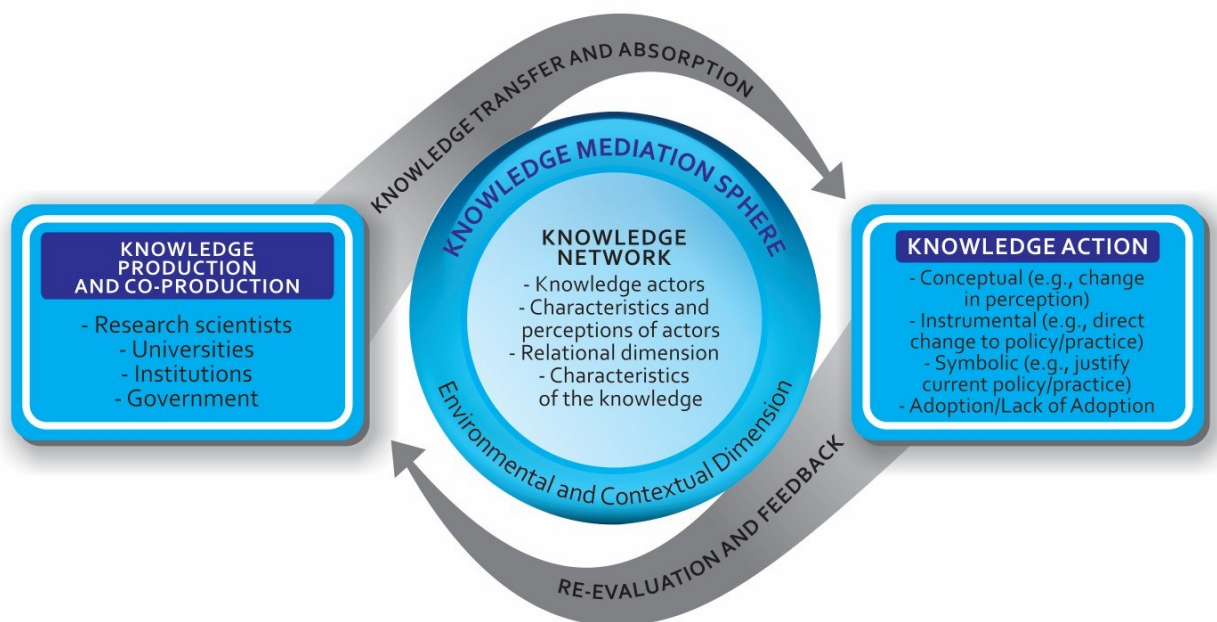 KNOWLEDGE TRANSFER AND ABSORPTION
KNOWLEDGE
PRODUCTION
AND CO-PRODUCTION
- Research scientists
- Universities
- Institutions
- Government
KNOWLEDGE MEDIATION SPHERE
KNOWLEDGE
NETWORK
- Knowledge actors
- Characteristics and
perceptions of actors
- Relational dimension
- Characteristics
of the knowledge
Environmental and Contextual Dimension
KNOWLEDGE ACTION
- Conceptual (e.g., change
in perception)
- Instrumental (e.g., direct
change to policy/practice)
- Symbolic (e.g., justify
current policy/practice)
- Adoption/Lack of Adoption
RE-EVALUATION AND FEEDBACK